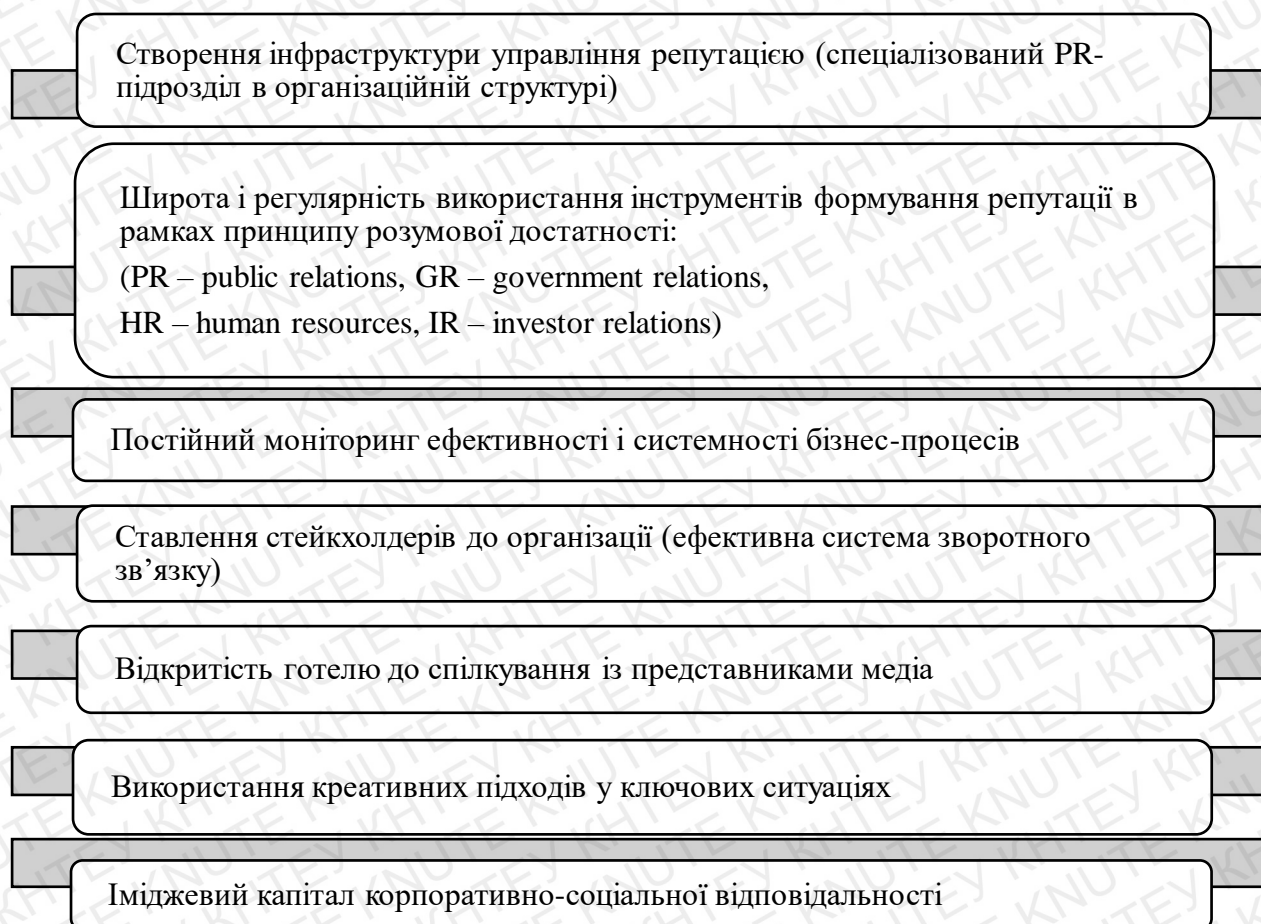 Створення інфраструктури управління репутацією (спеціалізований PR-
підрозділ в організаційній структурі)
Широта і регулярність використання інструментів формування репутації в
рамках принципу розумової достатності:
(PR – public relations, GR – government relations,
HR – human resources, IR – investor relations)
Постійний моніторинг ефективності і системності бізнес-процесів
Ставлення стейкхолдерів до організації (ефективна система зворотного
зв’язку)
Відкритість готелю до спілкування із представниками медіа
Використання креативних підходів у ключових ситуаціях
Іміджевий капітал корпоративно-соціальної відповідальності